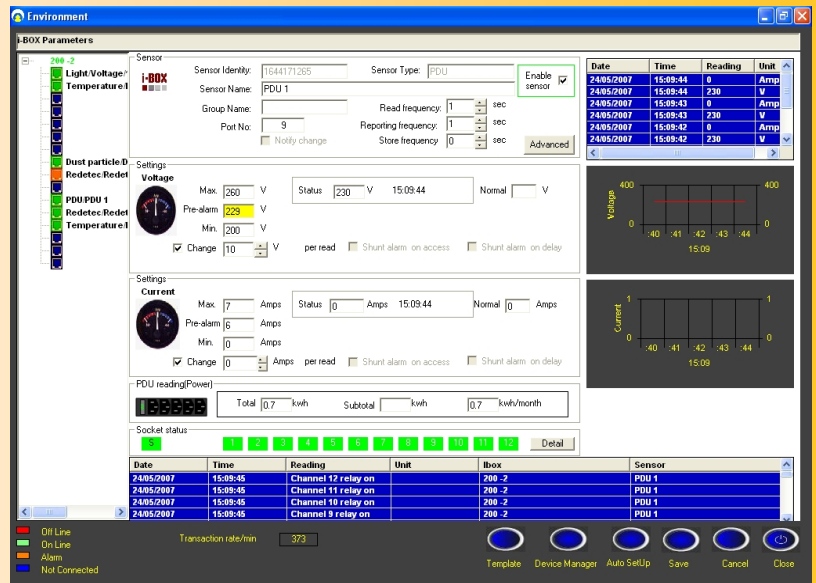 Environment
i-BOX Parameters
200 -2
Light/Voltage/
Temperature/
Dust particle/D
Redetec/Redet
PDU/PDU 1
Redetec/Redet
Temperature/
Sensor
i-BOX
Sensor Identity: 1644171265 Sensor Type: PDU
Enable sensor
Sensor Name: PDU 1
Group Name: Read frequency: 1 sec
Port No: 9 Reporting frequency: 1 sec
Notify change Store frequency 0 sec Advanced
Date Time Reading Unit
24/05/2007 15:09:44 0 Amp
24/05/2007 15:09:44 230 V
24/05/2007 15:09:43 0 Amp
24/05/2007 15:09:43 230 V
24/05/2007 15:09:42 0 Amp
24/05/2007 15:09:42 230 V
Settings
Voltage
Max. 260 V Status 230 V 15:09:44 Normal V
Pre-alarm 229 V
Min. 200 V
Change 10 V per read Shunt alarm on access Shunt alarm on delay
400 400
Voltage
0 0
:40 :41 :42 :43 :44
15:09
Settings
Current
Max. 7 Amps Status 0 Amps 15:09:44 Normal 0 Amps
Pre-alarm 6 Amps
Min. 0 Amps
Change 0 Amps per read Shunt alarm on access Shunt alarm on delay
1 1
Current
0 0
:40 :41 :42 :43 :44
15:09
PDU reading(Power)
Total 0.7 kwh Subtotal kwh 0.7 kwh/month
Socket status
S 1 2 3 4 5 6 7 8 9 10 11 12 Detail
Date Time Reading Unit Ibox Sensor
24/05/2007 15:09:45 Channel 12 relay on 200 -2 PDU 1
24/05/2007 15:09:45 Channel 11 relay on 200 -2 PDU 1
24/05/2007 15:09:45 Channel 10 relay on 200 -2 PDU 1
24/05/2007 15:09:45 Channel 9 relay on 200 -2 PDU 1
Off Line
On Line
Alarm
Not Connected
Transaction rate/min 373
Template Device Manager Auto SetUp Save Cancel Close